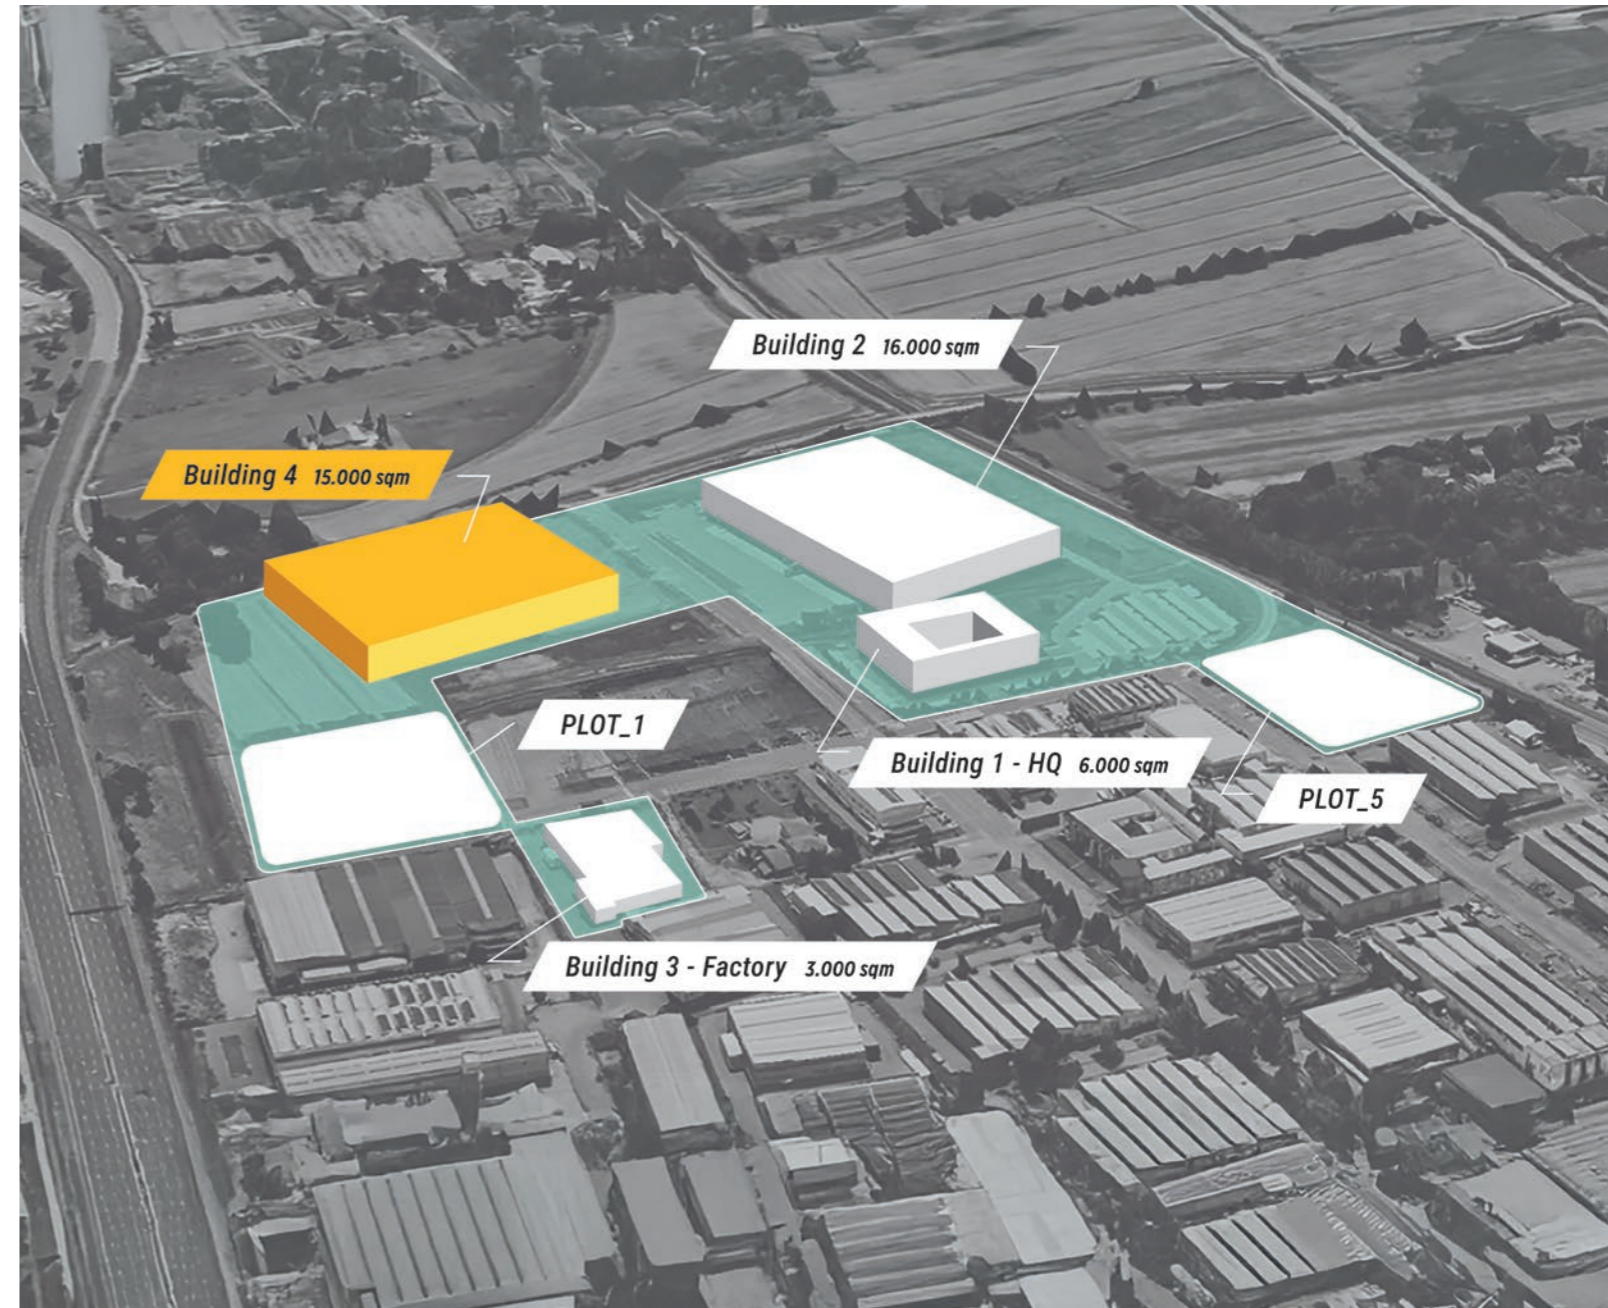 Building 2 16.000 sqm
Building 4 15.000 sqm
PLOT_1
Building 1 - HQ 6.000 sqm
PLOT_5
Building 3 - Factory 3.000 sqm